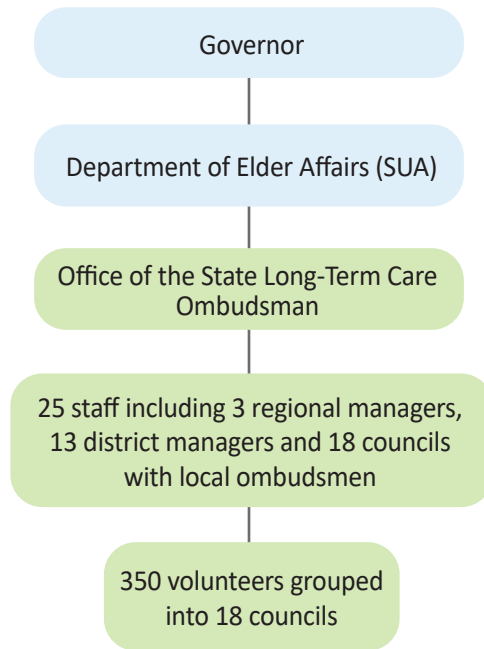 Governor
Department of Elder Affairs (SUA)
Office of the State Long-Term Care
Ombudsman
25 staff including 3 regional managers,
13 district managers and 18 councils
with local ombudsmen
350 volunteers grouped
into 18 councils